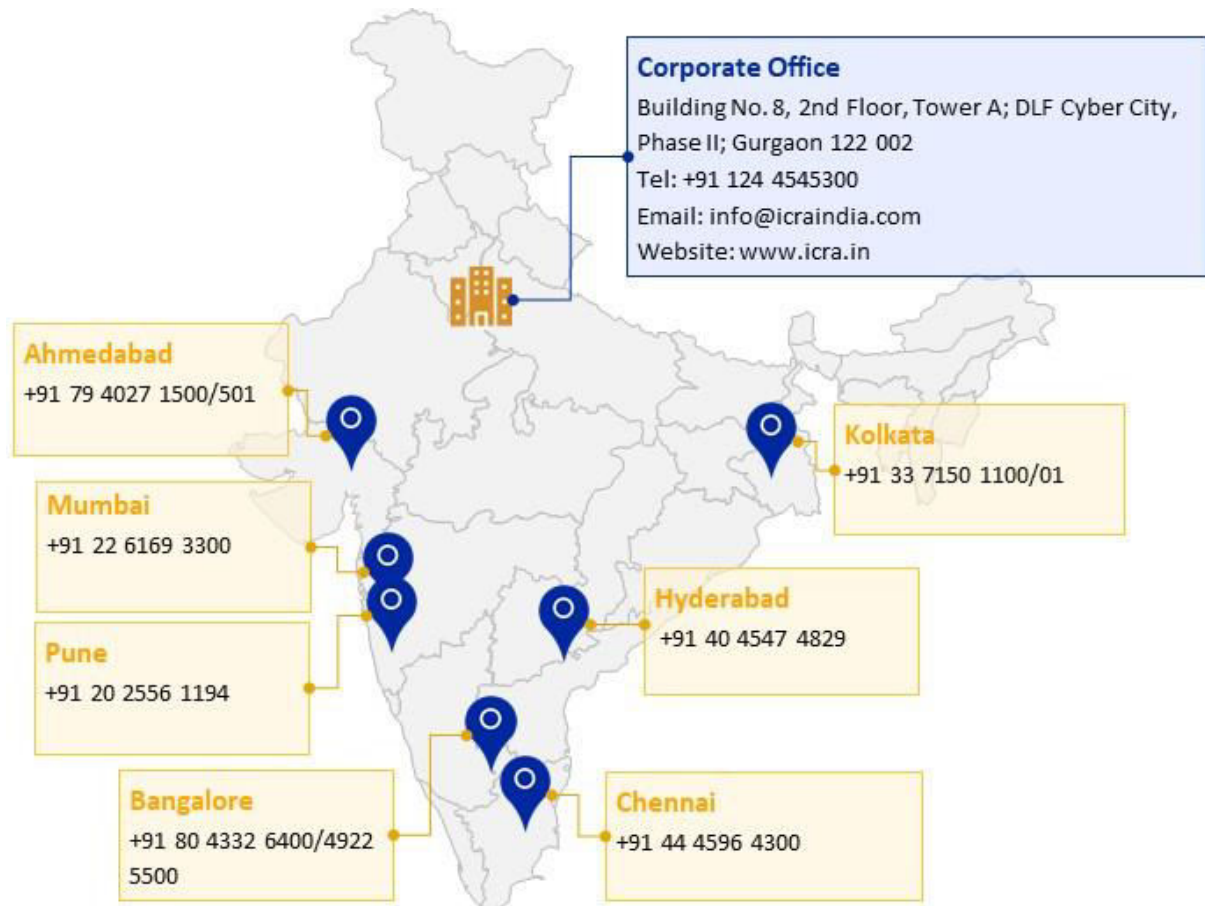 Corporate Office
Building No. 8, 2nd Floor, Tower A; DLF Cyber City,
Phase II; Gurgaon 122 002
Tel: +91 124 4545300
Email: info@icraindia.com
Website: www.icra.in
Ahmedabad
+91 79 4027 1500/501
Kolkata
+91 33 7150 1100/01
Mumbai
+91 22 6169 3300
Hyderabad
+91 40 4547 4829
Pune
+91 20 2556 1194
Bangalore
+91 80 4332 6400/4922
5500
Chennai
+91 44 4596 4300